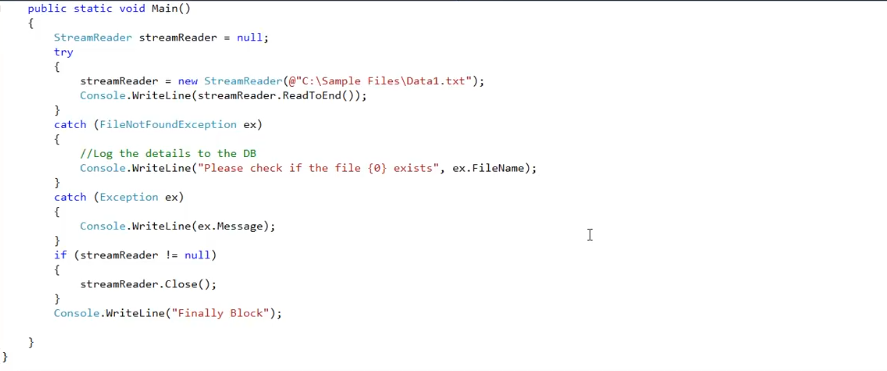 public static void Main()
{
StreamReader streamReader = null;
try
{
streamReader = new StreamReader(@"C:\Sample Files\Data1.txt");
Console.WriteLine(streamReader.ReadToEnd());
}
catch (FileNotFoundException ex)
{
//Log the details to the DB
Console.WriteLine("Please check if the file {0} exists", ex.FileName);
}
catch (Exception ex)
{
Console.WriteLine(ex.Message);
}
if (streamReader != null)
{
streamReader.Close();
}
Console.WriteLine("Finally Block");
}
}